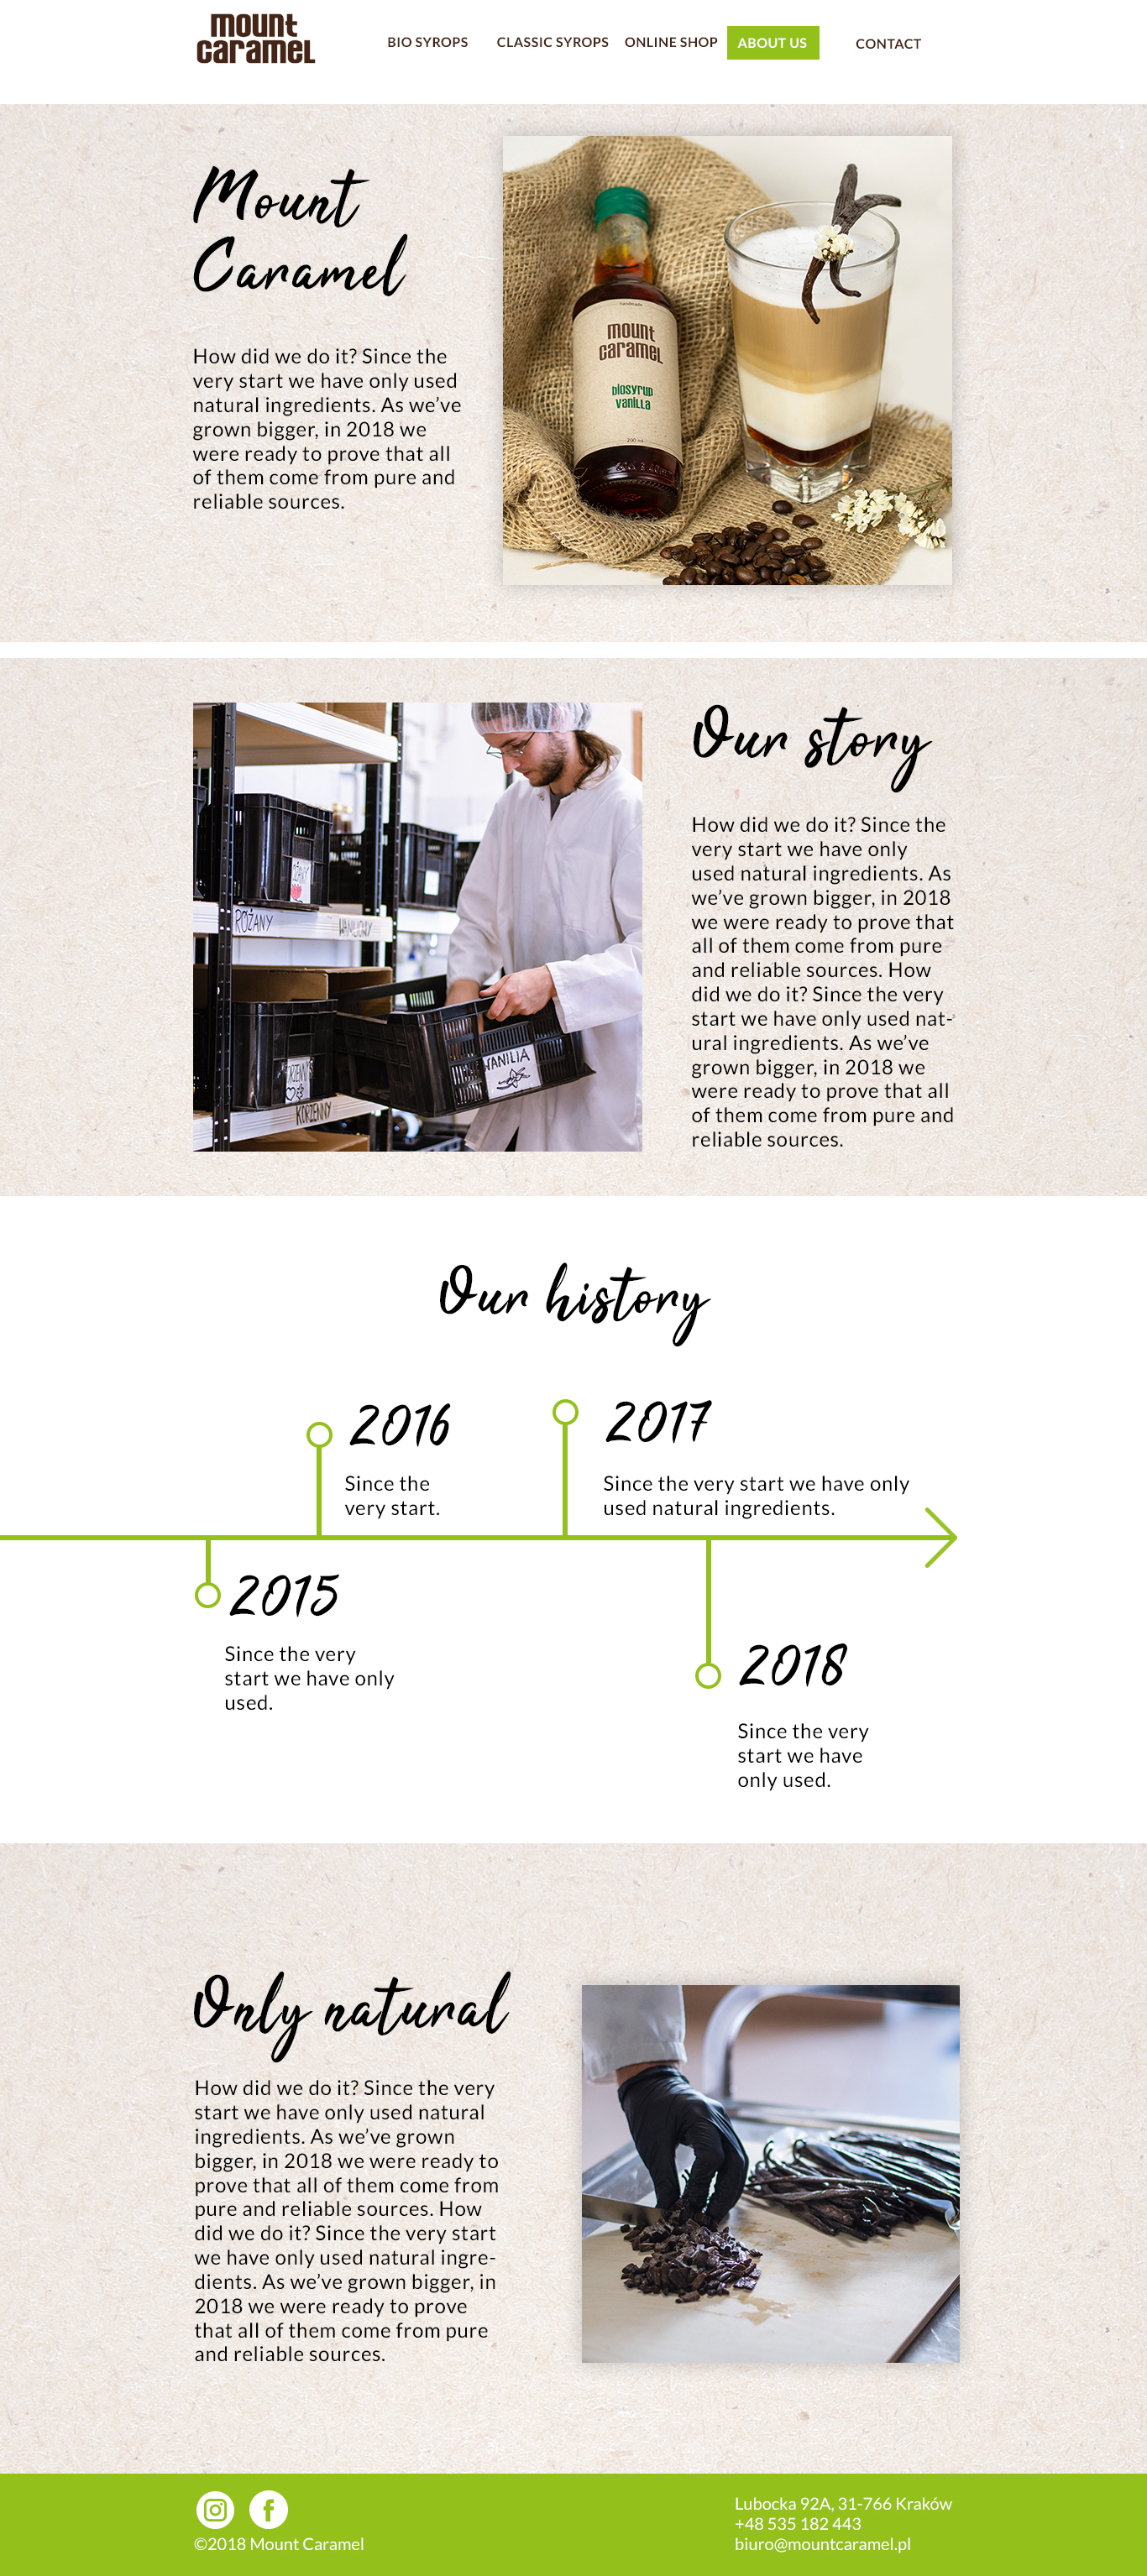 mount
caramel
BIO SYROPS CLASSIC SYROPS ONLINE SHOP ABOUT US CONTACT
Mount
Caramel
How did we do it? Since the
very start we have only used
natural ingredients. As we've
grown bigger, in 2018 we
were ready to prove that all
of them come from pure and
reliable sources.
handmade
mount
caramel
biosyrup
vanilla
200 ml
Our story
How did we do it? Since the
very start we have only
used natural ingredients. As
we've grown bigger, in 2018
we were ready to prove that
all of them come from pure
and reliable sources. How
did we do it? Since the very
start we have only used nat-
ural ingredients. As we've
grown bigger, in 2018 we
were ready to prove that all
of them come from pure and
reliable sources.
RÓŻANY
WANILIOWY
WANILIA
KORZENNY
Our history
2016
Since the
very start.
2017
Since the very start we have only
used natural ingredients.
2015
Since the very
start we have only
used.
2018
Since the very
start we have
only used.
Only natural
How did we do it? Since the very
start we have only used natural
ingredients. As we've grown
bigger, in 2018 we were ready to
prove that all of them come from
pure and reliable sources. How
did we do it? Since the very start
we have only used natural ingre-
dients. As we've grown bigger, in
2018 we were ready to prove
that all of them come from pure
and reliable sources.
©2018 Mount Caramel
Lubocka 92A, 31-766 Kraków
+48 535 182 443
biuro@mountcaramel.pl